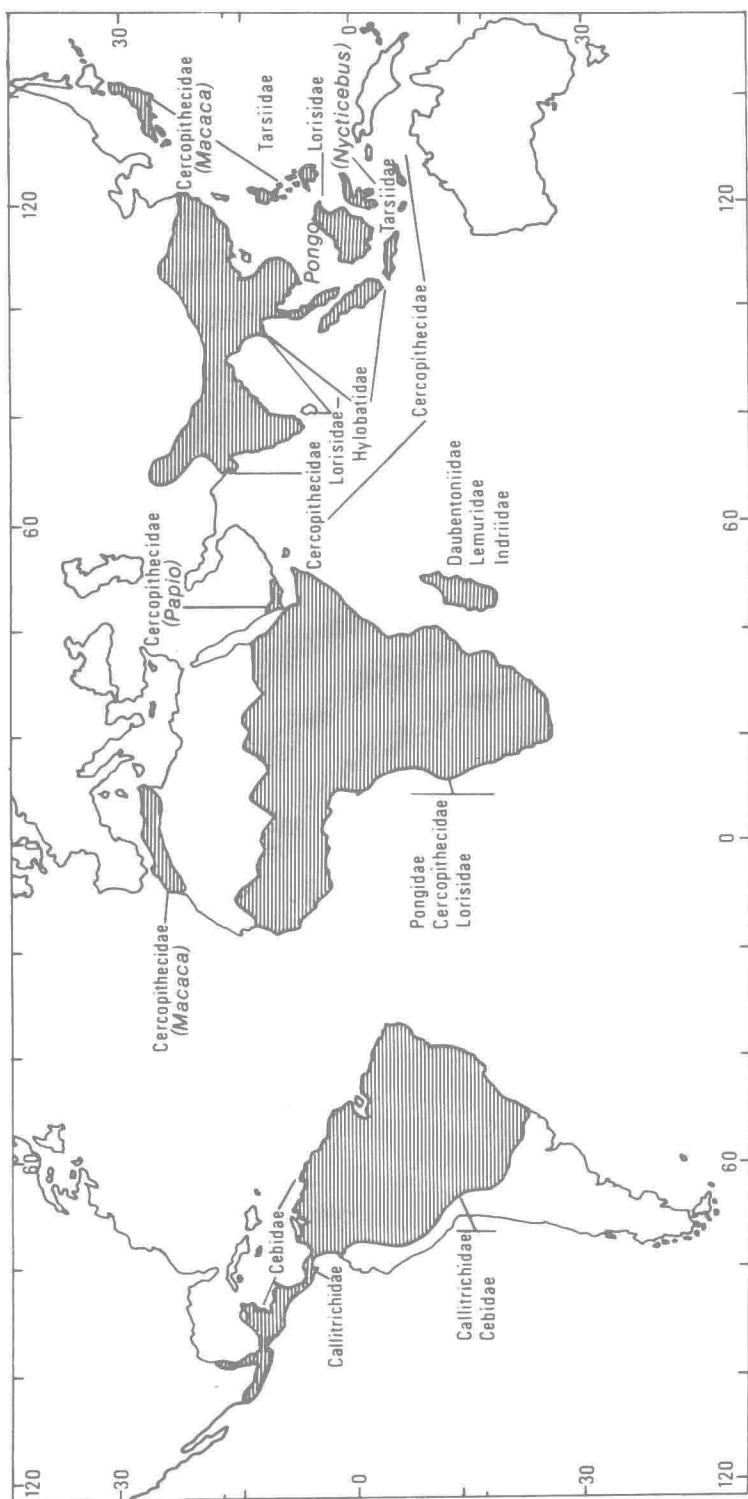 120
60
0
60
120
30
0
30
30
0
30
120
60
0
60
120
Cebidae
Callitrichidae
Callitrichidae
Cebidae
Cercopithecidae
(Macaca)
Pongidae
Cercopithecidae
Lorisidae
Cercopithecidae
(Papio)
Daubentoniidae
Lemuridae
Indriidae
Cercopithecidae
Lorisidae–
Hylobatidae
Cercopithecidae
Cercopithecidae
(Macaca)
Tarsiidae
Pongo
Lorisidae
(Nycticebus)
Tarsiidae